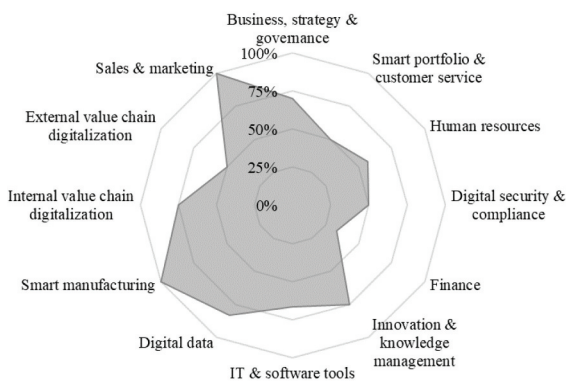 Business, strategy &
governance
100%
Smart portfolio &
customer service
Sales & marketing
75%
External value chain
digitalization
Human resources
50%
25%
Internal value chain
digitalization
0%
Digital security &
compliance
Smart manufacturing
Finance
Digital data
Innovation &
knowledge
management
IT & software tools